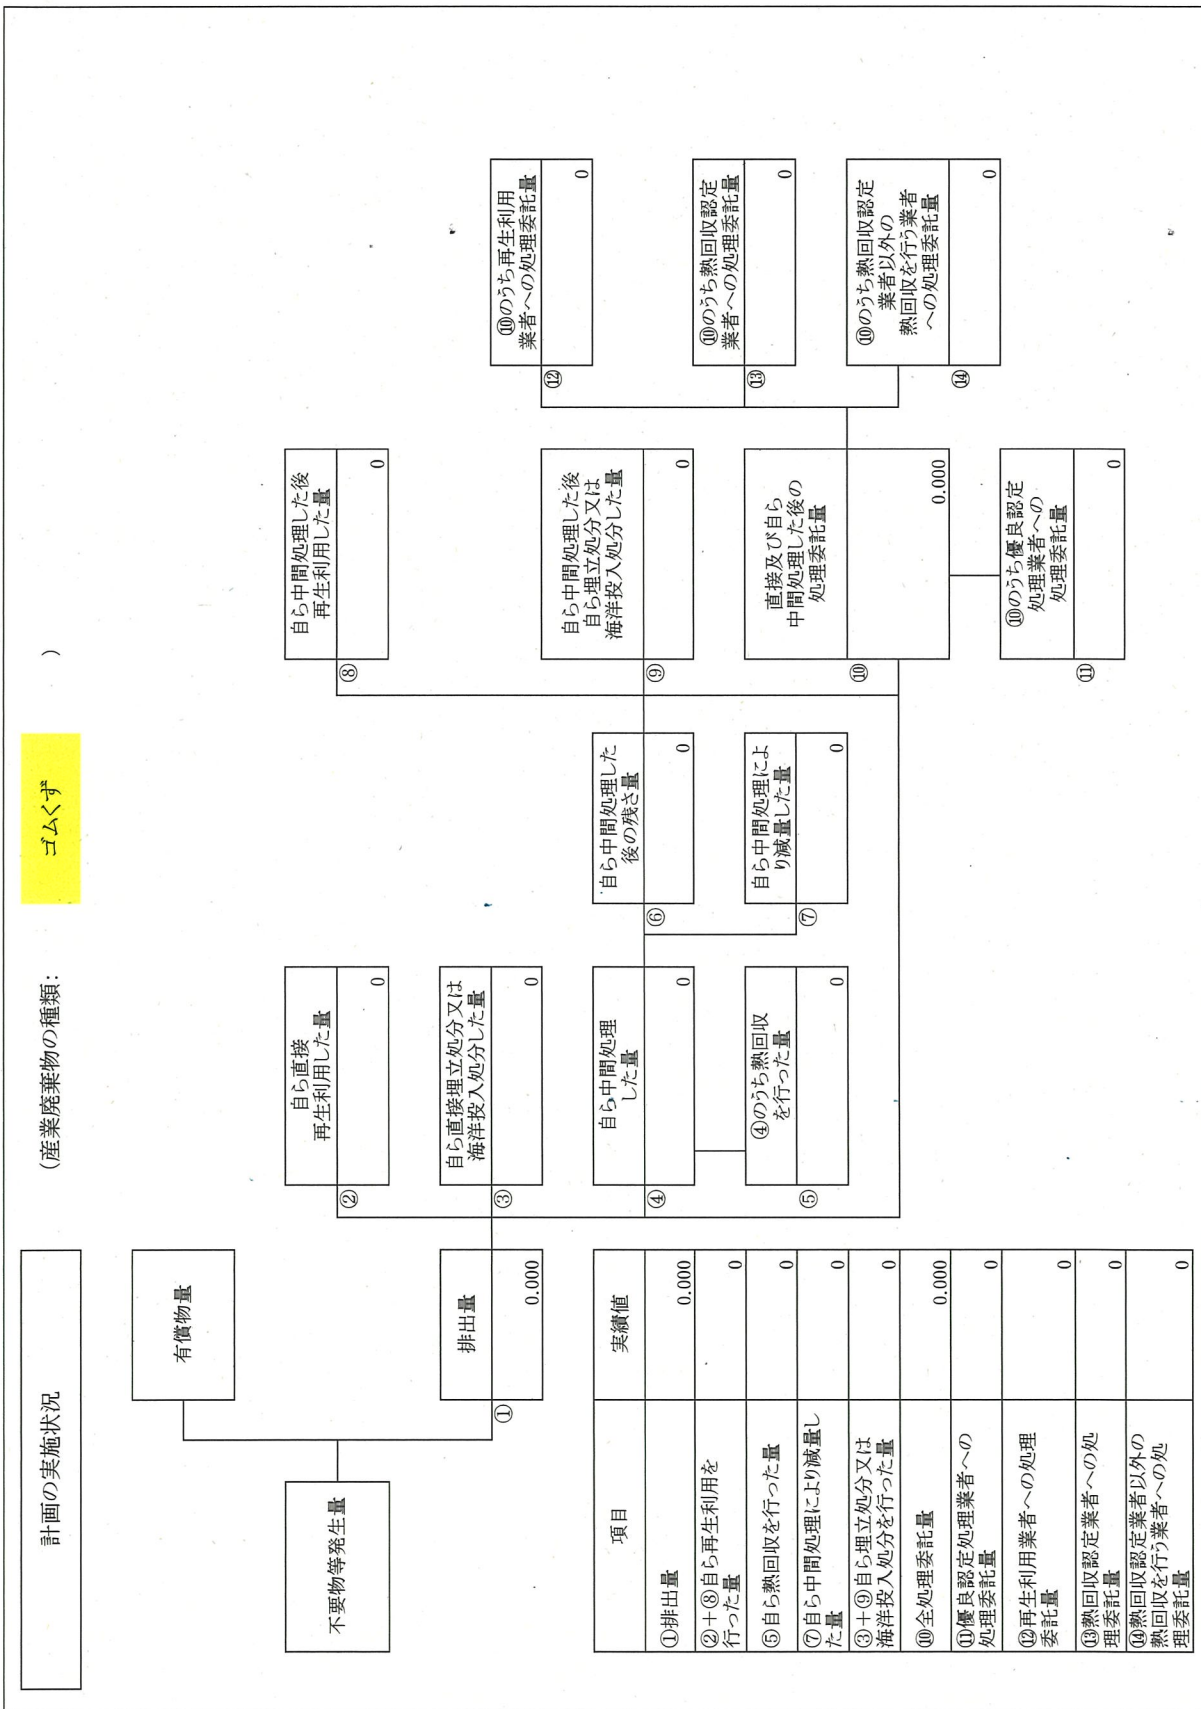 計画の実施状況
(産業廃棄物の種類:
ゴムくず
)
不要物等発生量
有償物量
排出量
①
0.000
自ら直接
再生利用した量
②
0
自ら直接埋立処分又は
海洋投入処分した量
③
0
自ら中間処理
した量
④
0
④のうち熱回収
を行った量
⑤
0
自ら中間処理した
後の残さ量
⑥
0
自ら中間処理によ
り減量した量
⑦
0
自ら中間処理した後
再生利用した量
⑧
0
自ら中間処理した後
自ら埋立処分又は
海洋投入処分した量
⑨
0
直接及び自ら
中間処理した後の
処理委託量
⑩
0.000
⑩のうち優良認定
処理業者への
処理委託量
⑪
0
⑩のうち再生利用
業者への処理委託量
⑫
0
⑩のうち熱回収認定
業者への処理委託量
⑬
0
⑩のうち熱回収認定
業者以外の
熱回収を行う業者
への処理委託量
⑭
0
項目 実績値
①排出量 0.000
②+⑧自ら再生利用を
行った量 0
⑤自ら熱回収を行った量 0
⑦自ら中間処理により減量し
た量 0
③+⑨自ら埋立処分又は
海洋投入処分を行った量 0
⑩全処理委託量 0.000
⑪優良認定処理業者への
処理委託量 0
⑫再生利用業者への処理
委託量 0
⑬熱回収認定業者への処
理委託量 0
⑭熱回収認定業者以外の
熱回収を行う業者への処
理委託量 0